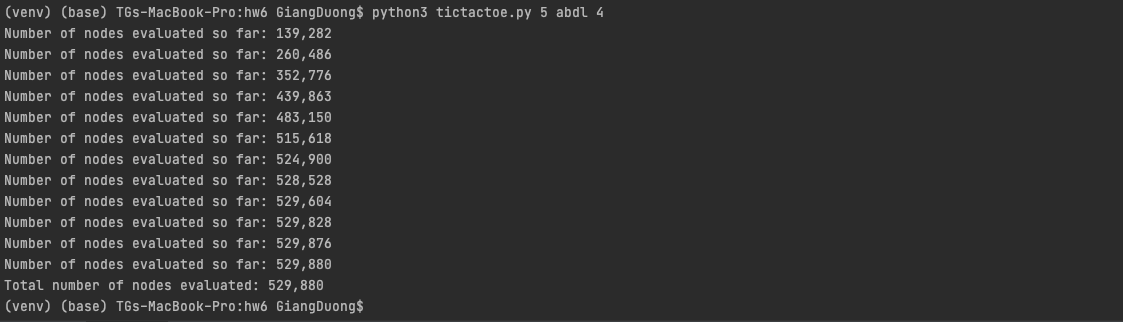 (venv) (base) TGs-MacBook-Pro:hw6 GiangDuong$ python3 tictactoe.py 5 abdl 4
Number of nodes evaluated so far: 139,282
Number of nodes evaluated so far: 260,486
Number of nodes evaluated so far: 352,776
Number of nodes evaluated so far: 439,863
Number of nodes evaluated so far: 483,150
Number of nodes evaluated so far: 515,618
Number of nodes evaluated so far: 524,900
Number of nodes evaluated so far: 528,528
Number of nodes evaluated so far: 529,604
Number of nodes evaluated so far: 529,828
Number of nodes evaluated so far: 529,876
Number of nodes evaluated so far: 529,880
Total number of nodes evaluated: 529,880
(venv) (base) TGs-MacBook-Pro:hw6 GiangDuong$